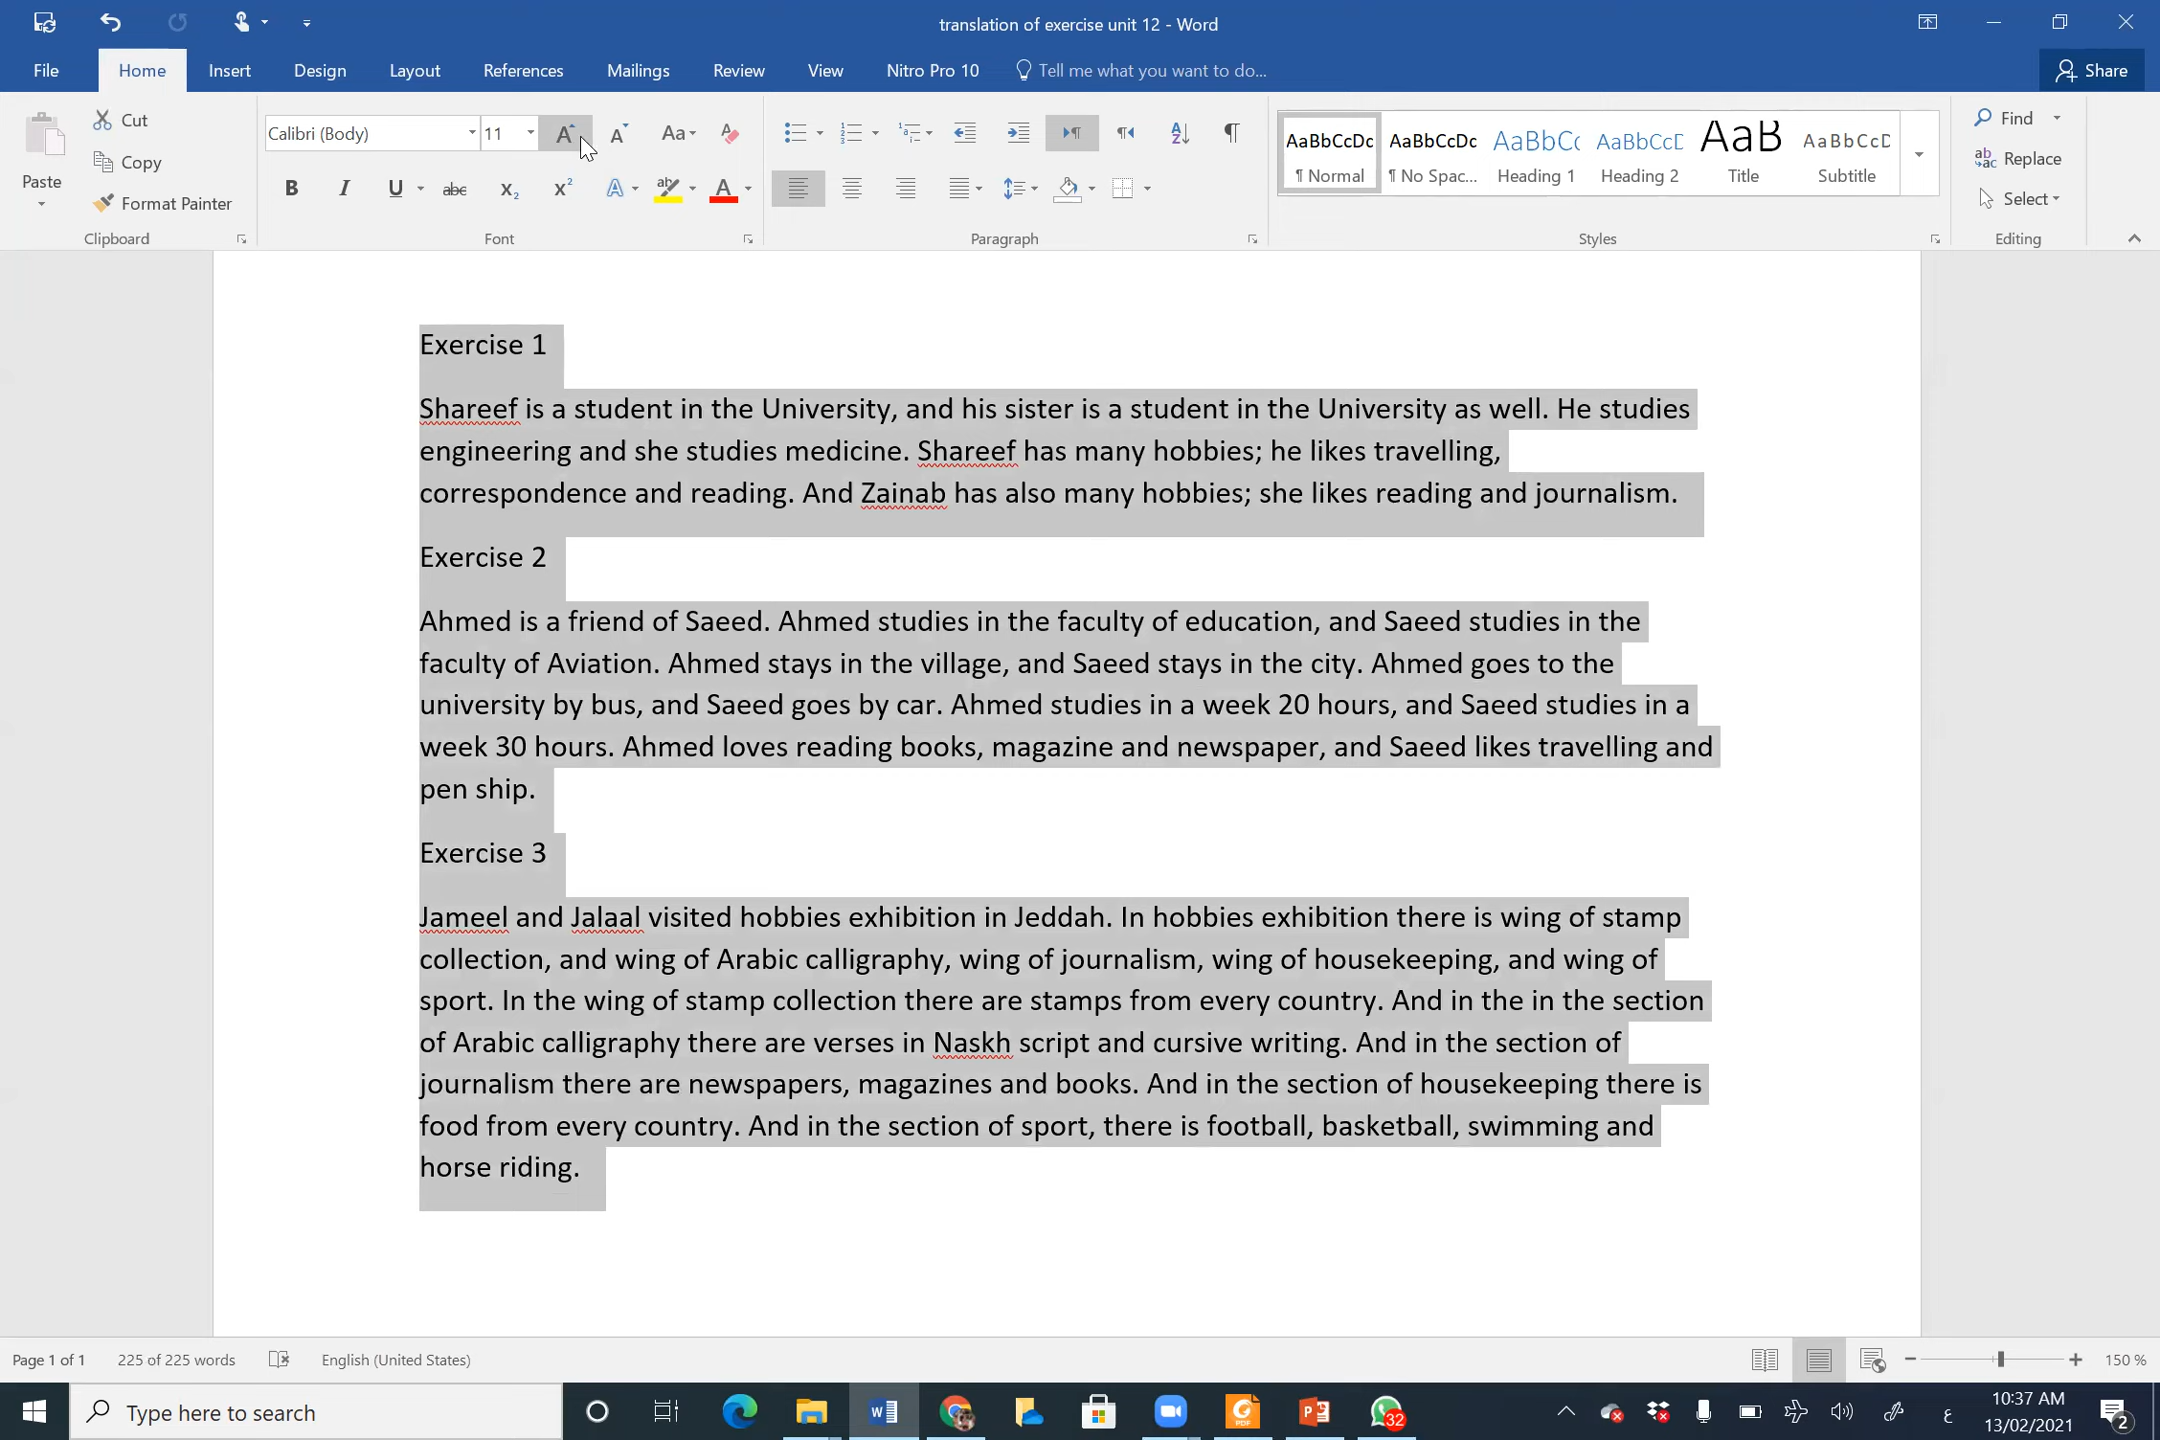 translation of exercise unit 12 - Word
File Home Insert Design Layout References Mailings Review View Nitro Pro 10 Tell me what you want to do... Share
Paste
Cut
Copy
Format Painter
Clipboard
Calibri (Body) 11
Font
Paragraph
AaBbCcDc AaBbCcDc AaBbCc AaBbCcC AaB AaBbCcD
¶ Normal ¶ No Spac... Heading 1 Heading 2 Title Subtitle
Styles
Find
Replace
Select
Editing
Exercise 1
Shareef is a student in the University, and his sister is a student in the University as well. He studies
engineering and she studies medicine. Shareef has many hobbies; he likes travelling,
correspondence and reading. And Zainab has also many hobbies; she likes reading and journalism.
Exercise 2
Ahmed is a friend of Saeed. Ahmed studies in the faculty of education, and Saeed studies in the
faculty of Aviation. Ahmed stays in the village, and Saeed stays in the city. Ahmed goes to the
university by bus, and Saeed goes by car. Ahmed studies in a week 20 hours, and Saeed studies in a
week 30 hours. Ahmed loves reading books, magazine and newspaper, and Saeed likes travelling and
pen ship.
Exercise 3
Jameel and Jalaal visited hobbies exhibition in Jeddah. In hobbies exhibition there is wing of stamp
collection, and wing of Arabic calligraphy, wing of journalism, wing of housekeeping, and wing of
sport. In the wing of stamp collection there are stamps from every country. And in the in the section
of Arabic calligraphy there are verses in Naskh script and cursive writing. And in the section of
journalism there are newspapers, magazines and books. And in the section of housekeeping there is
food from every country. And in the section of sport, there is football, basketball, swimming and
horse riding.
Page 1 of 1 225 of 225 words English (United States) 150 %
Type here to search
32
ع
10:37 AM
13/02/2021
2